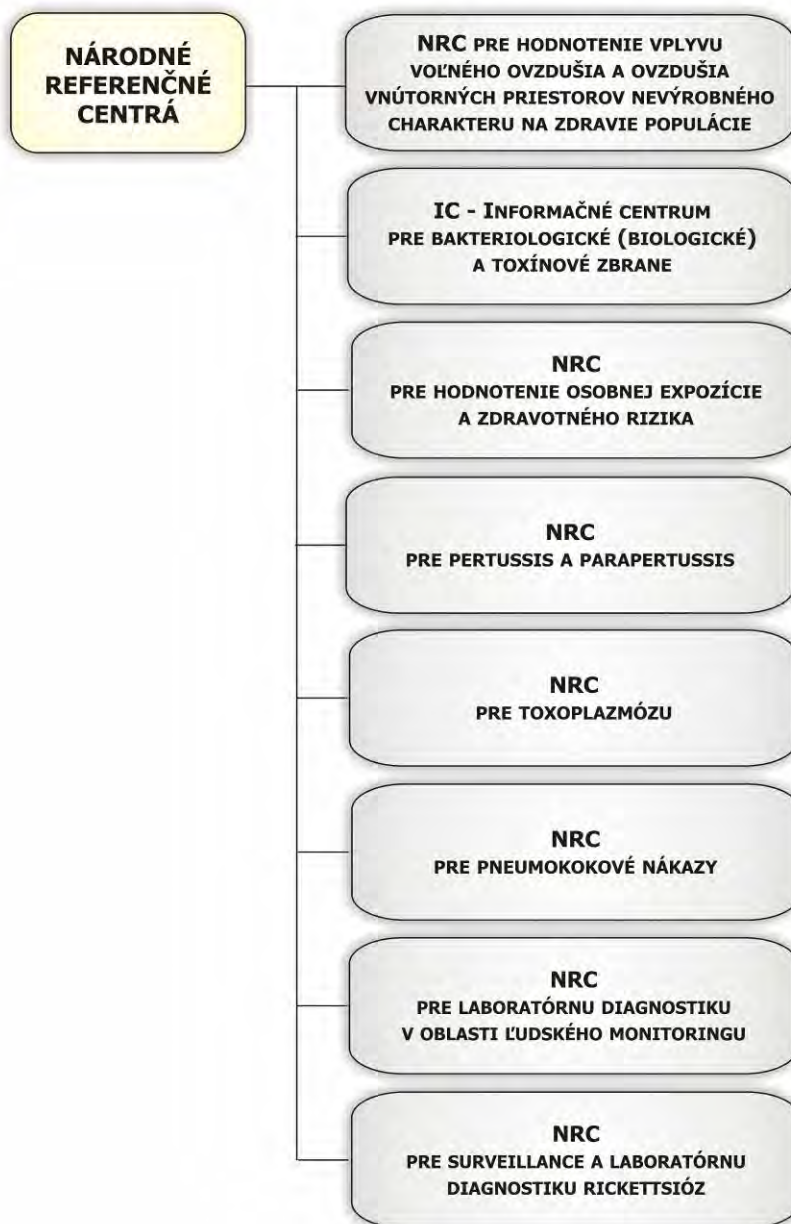 NÁRODNÉ
REFERENČNÉ
CENTRÁ
NRC PRE HODNOTENIE VPLYVU
VOĽNÉHO OVZDUŠIA A OVZDUŠIA
VNÚTORNÝCH PRIESTOROV NEVÝROBNÉHO
CHARAKTERU NA ZDRAVIE POPULÁCIE
IC - INFORMAČNÉ CENTRUM
PRE BAKTERIOLOGICKÉ (BIOLOGICKÉ)
A TOXÍNOVÉ ZBRANE
NRC
PRE HODNOTENIE OSOBNEJ EXPOZÍCIE
A ZDRAVOTNÉHO RIZIKA
NRC
PRE PERTUSSIS A PARAPERTUSSIS
NRC
PRE TOXOPLAZMÓZU
NRC
PRE PNEUMOKOKOVÉ NÁKAZY
NRC
PRE LABORATÓRNU DIAGNOSTIKU
V OBLASTI ĽUDSKÉHO MONITORINGU
NRC
PRE SURVEILLANCE A LABORATÓRNU
DIAGNOSTIKU RICKETTSIÓZ